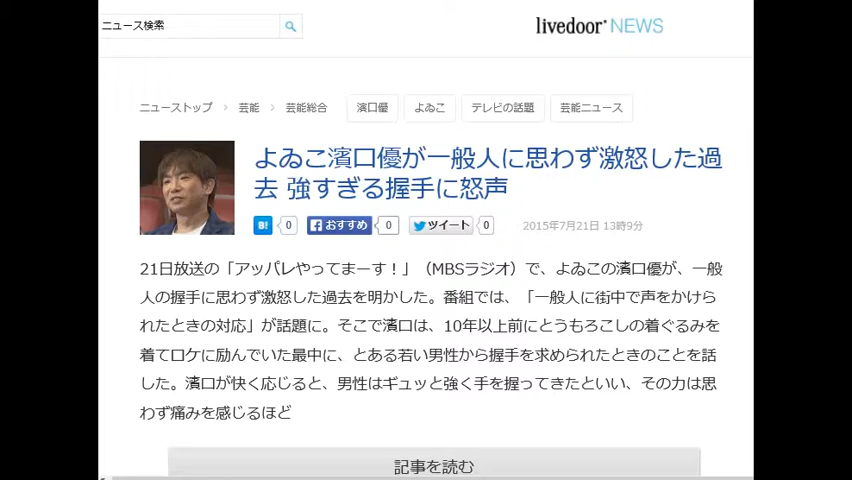 ニュース検索
livedoor NEWS
ニューストップ > 芸能 > 芸能総合 濱口優 よゐこ テレビの話題 芸能ニュース
よゐこ濱口優が一般人に思わず激怒した過
去 強すぎる握手に怒声
B! 0 おすすめ 0 ツイート 0 2015年7月21日 13時9分
21日放送の「アッパレやってまーす！」（MBSラジオ）で、よゐこの濱口優が、一般
人の握手に思わず激怒した過去を明かした。番組では、「一般人に街中で声をかけら
れたときの対応」が話題に。そこで濱口は、10年以上前にとうもろこしの着ぐるみを
着てロケに励んでいた最中に、とある若い男性から握手を求められたときのことを話
した。濱口が快く応じると、男性はギュッと強く手を握ってきたといい、その力は思
わず痛みを感じるほど
記事を読む